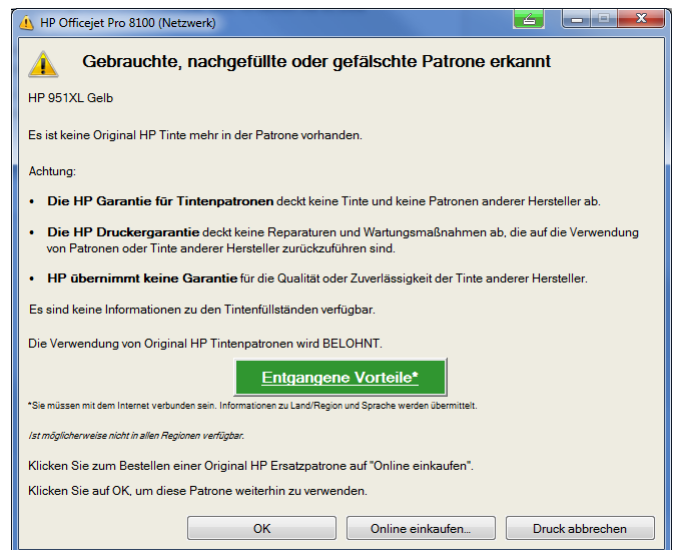 HP Officejet Pro 8100 (Netzwerk)
Gebrauchte, nachgefüllte oder gefälschte Patrone erkannt
HP 951XL Gelb
Es ist keine Original HP Tinte mehr in der Patrone vorhanden.
Achtung:
• Die HP Garantie für Tintenpatronen deckt keine Tinte und keine Patronen anderer Hersteller ab.
• Die HP Druckergarantie deckt keine Reparaturen und Wartungsmaßnahmen ab, die auf die Verwendung
von Patronen oder Tinte anderer Hersteller zurückzuführen sind.
• HP übernimmt keine Garantie für die Qualität oder Zuverlässigkeit der Tinte anderer Hersteller.
Es sind keine Informationen zu den Tintenfüllständen verfügbar.
Die Verwendung von Original HP Tintenpatronen wird BELOHNT.
Entgangene Vorteile*
*Sie müssen mit dem Internet verbunden sein. Informationen zu Land/Region und Sprache werden übermittelt.
Ist möglicherweise nicht in allen Regionen verfügbar.
Klicken Sie zum Bestellen einer Original HP Ersatzpatrone auf "Online einkaufen".
Klicken Sie auf OK, um diese Patrone weiterhin zu verwenden.
OK Online einkaufen... Druck abbrechen